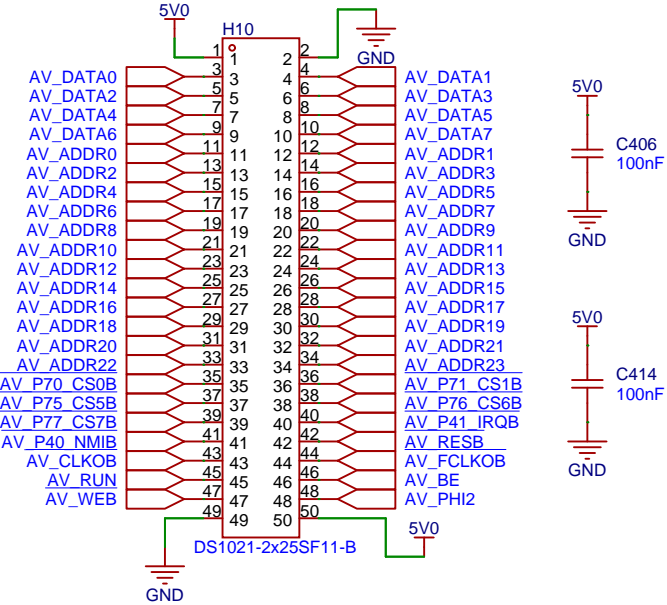 5V0
H10
1 1 2 2
GND
AV_DATA0 3 3 4 4 AV_DATA1
AV_DATA2 5 5 6 6 AV_DATA3
AV_DATA4 7 7 8 8 AV_DATA5
AV_DATA6 9 9 10 10 AV_DATA7
AV_ADDR0 11 11 12 12 AV_ADDR1
AV_ADDR2 13 13 14 14 AV_ADDR3
AV_ADDR4 15 15 16 16 AV_ADDR5
AV_ADDR6 17 17 18 18 AV_ADDR7
AV_ADDR8 19 19 20 20 AV_ADDR9
AV_ADDR10 21 21 22 22 AV_ADDR11
AV_ADDR12 23 23 24 24 AV_ADDR13
AV_ADDR14 25 25 26 26 AV_ADDR15
AV_ADDR16 27 27 28 28 AV_ADDR17
AV_ADDR18 29 29 30 30 AV_ADDR19
AV_ADDR20 31 31 32 32 AV_ADDR21
AV_ADDR22 33 33 34 34 AV_ADDR23
AV_P70_CS0B 35 35 36 36 AV_P71_CS1B
AV_P75_CS5B 37 37 38 38 AV_P76_CS6B
AV_P77_CS7B 39 39 40 40 AV_P41_IRQB
AV_P40_NMIB 41 41 42 42 AV_RESB
AV_CLKOB 43 43 44 44 AV_FCLKOB
AV_RUN 45 45 46 46 AV_BE
AV_WEB 47 47 48 48 AV_PHI2
49 49 50 50
5V0
DS1021-2x25SF11-B
GND
5V0
C406
100nF
GND
5V0
C414
100nF
GND